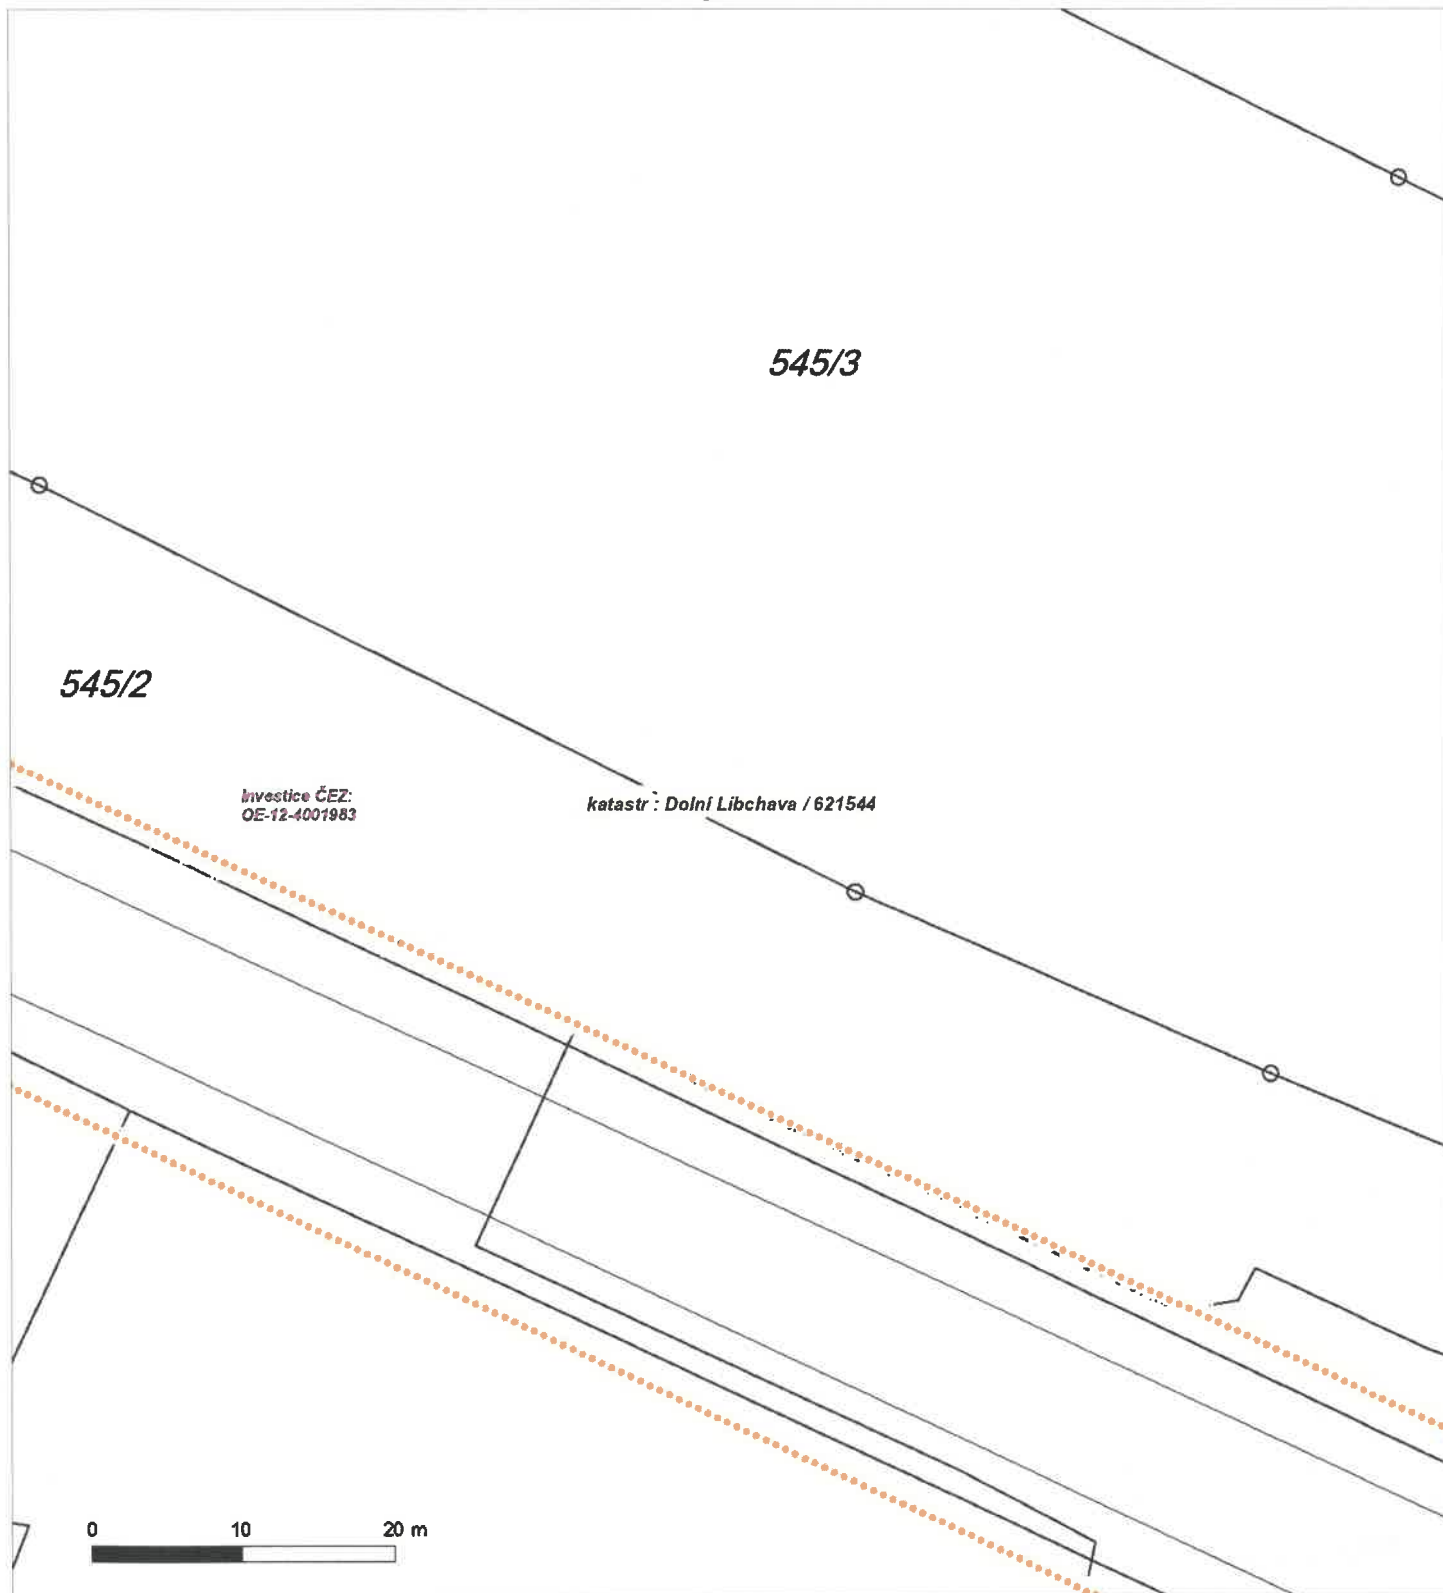 545/3
545/2
Investice ČEZ:
OE-12-4001983
katastr : Dolní Libchava / 621544
0 10 20 m